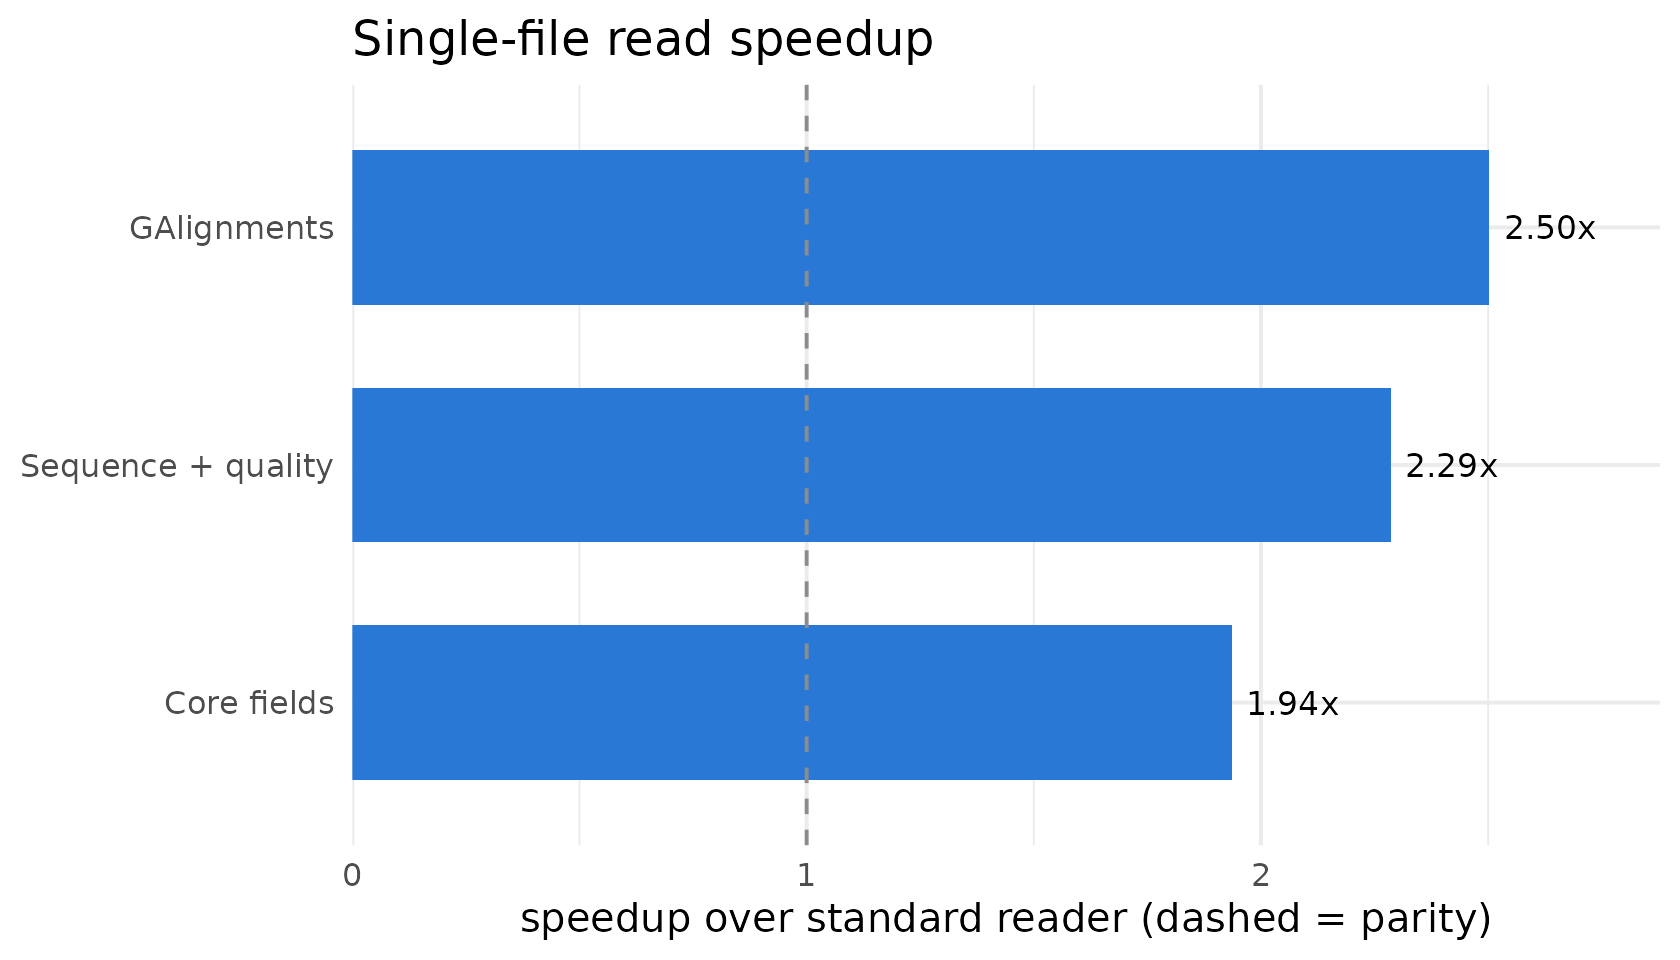 Single-file read speedup
GAlignments
2.50x
Sequence + quality
2.29x
Core fields
1.94x
0
1
2
speedup over standard reader (dashed = parity)